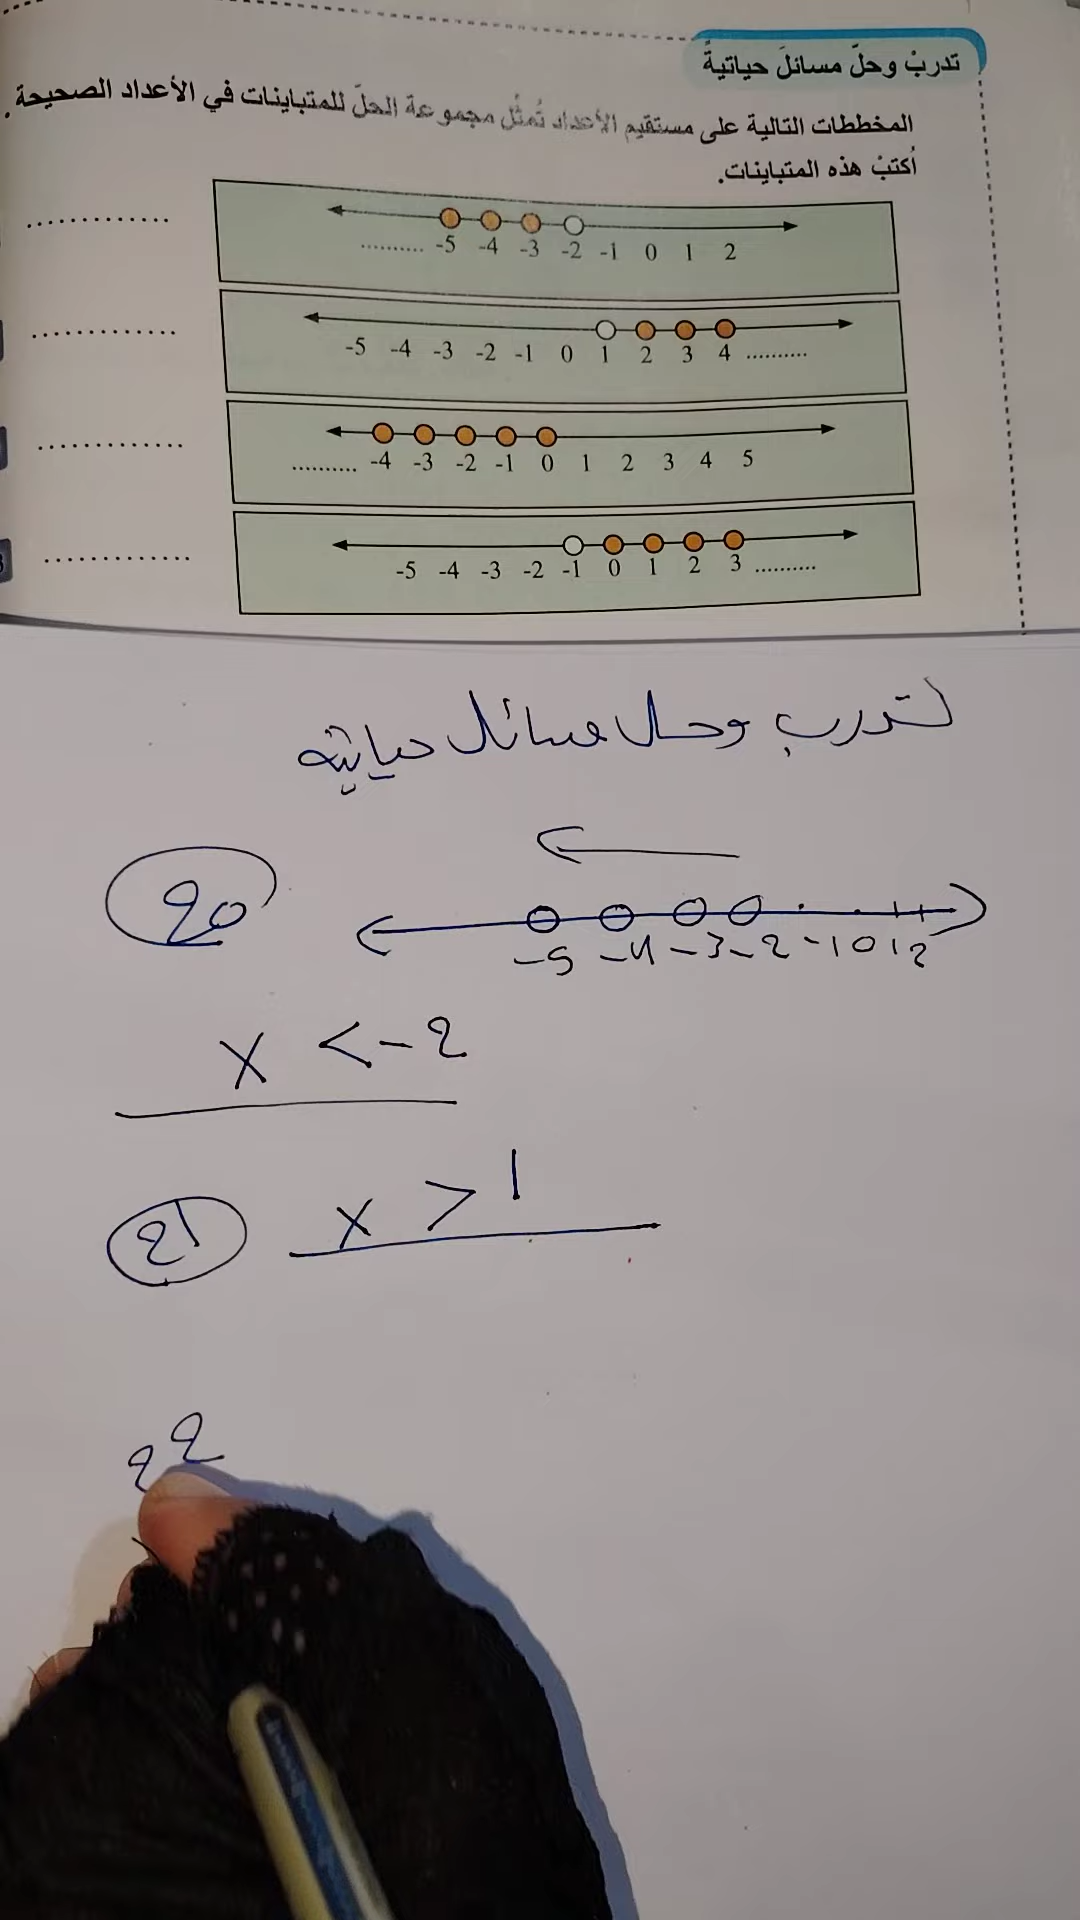 تدربْ وحلّ مسائلَ حياتيةً
المخططات التالية على مستقيم الأعداد تُمثّل مجموعة الحلّ للمتباينات في الأعداد الصحيحة .
أكتبْ هذه المتباينات.
.......... -5 -4 -3 -2 -1 0 1 2
.............
-5 -4 -3 -2 -1 0 1 2 3 4 ..........
.............
.......... -4 -3 -2 -1 0 1 2 3 4 5
.............
-5 -4 -3 -2 -1 0 1 2 3 ..........
.............
لتدرب وحل مسائل حياتيه
20
-5 -4 -3 -2 -1 0 1 2
x < -2
21 x > 1
22